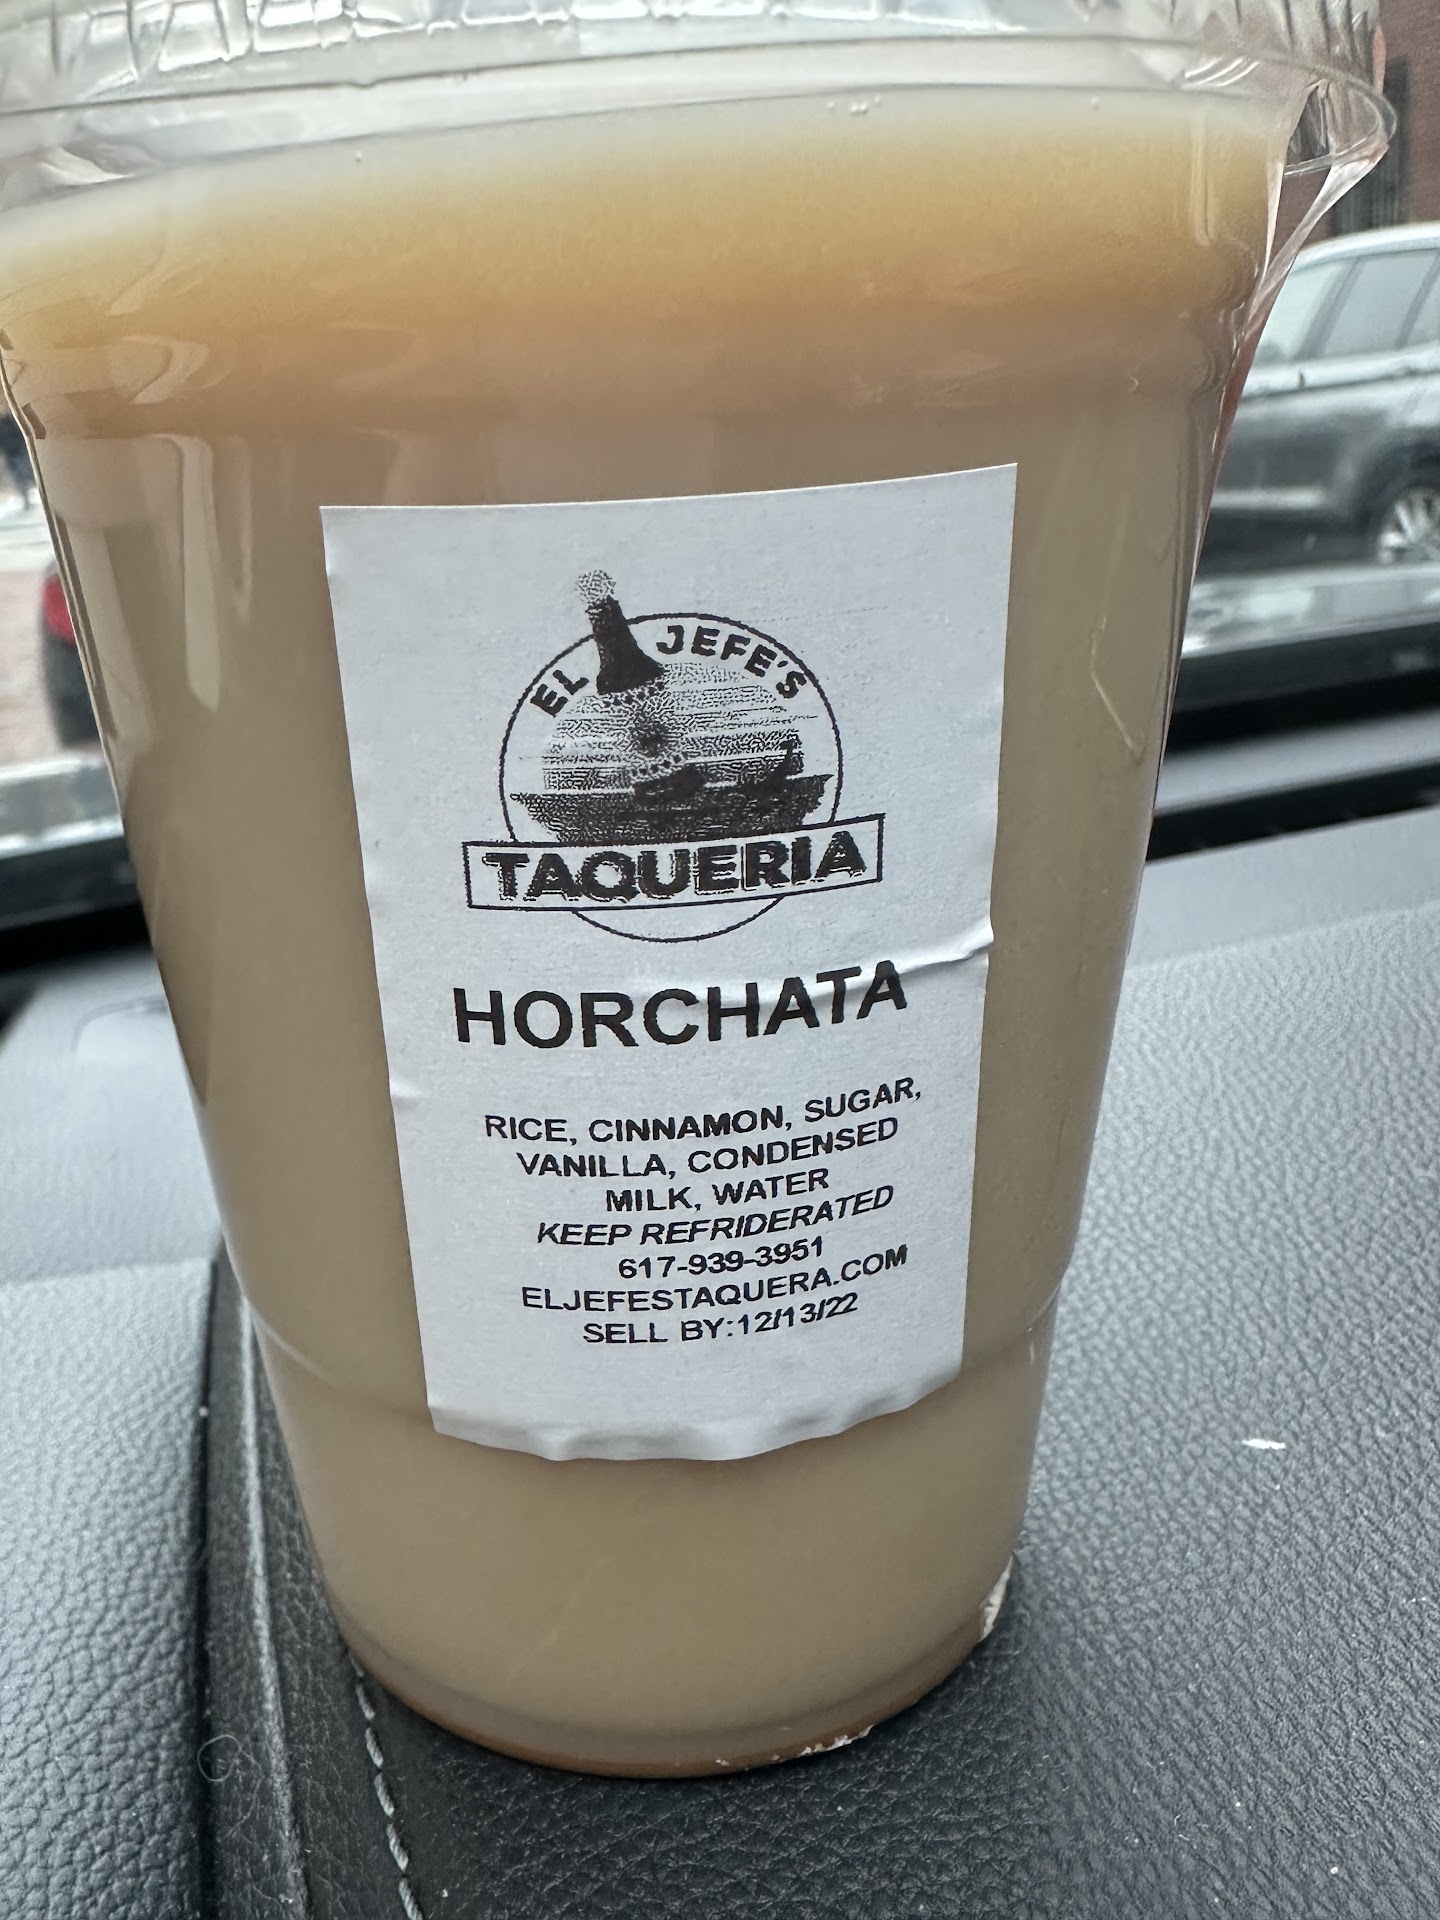 EL JEFE'S
TAQUERIA
HORCHATA
RICE, CINNAMON, SUGAR,
VANILLA, CONDENSED
MILK, WATER
KEEP REFRIDERATED
617-939-3951
ELJEFESTAQUERA.COM
SELL BY:12/13/22